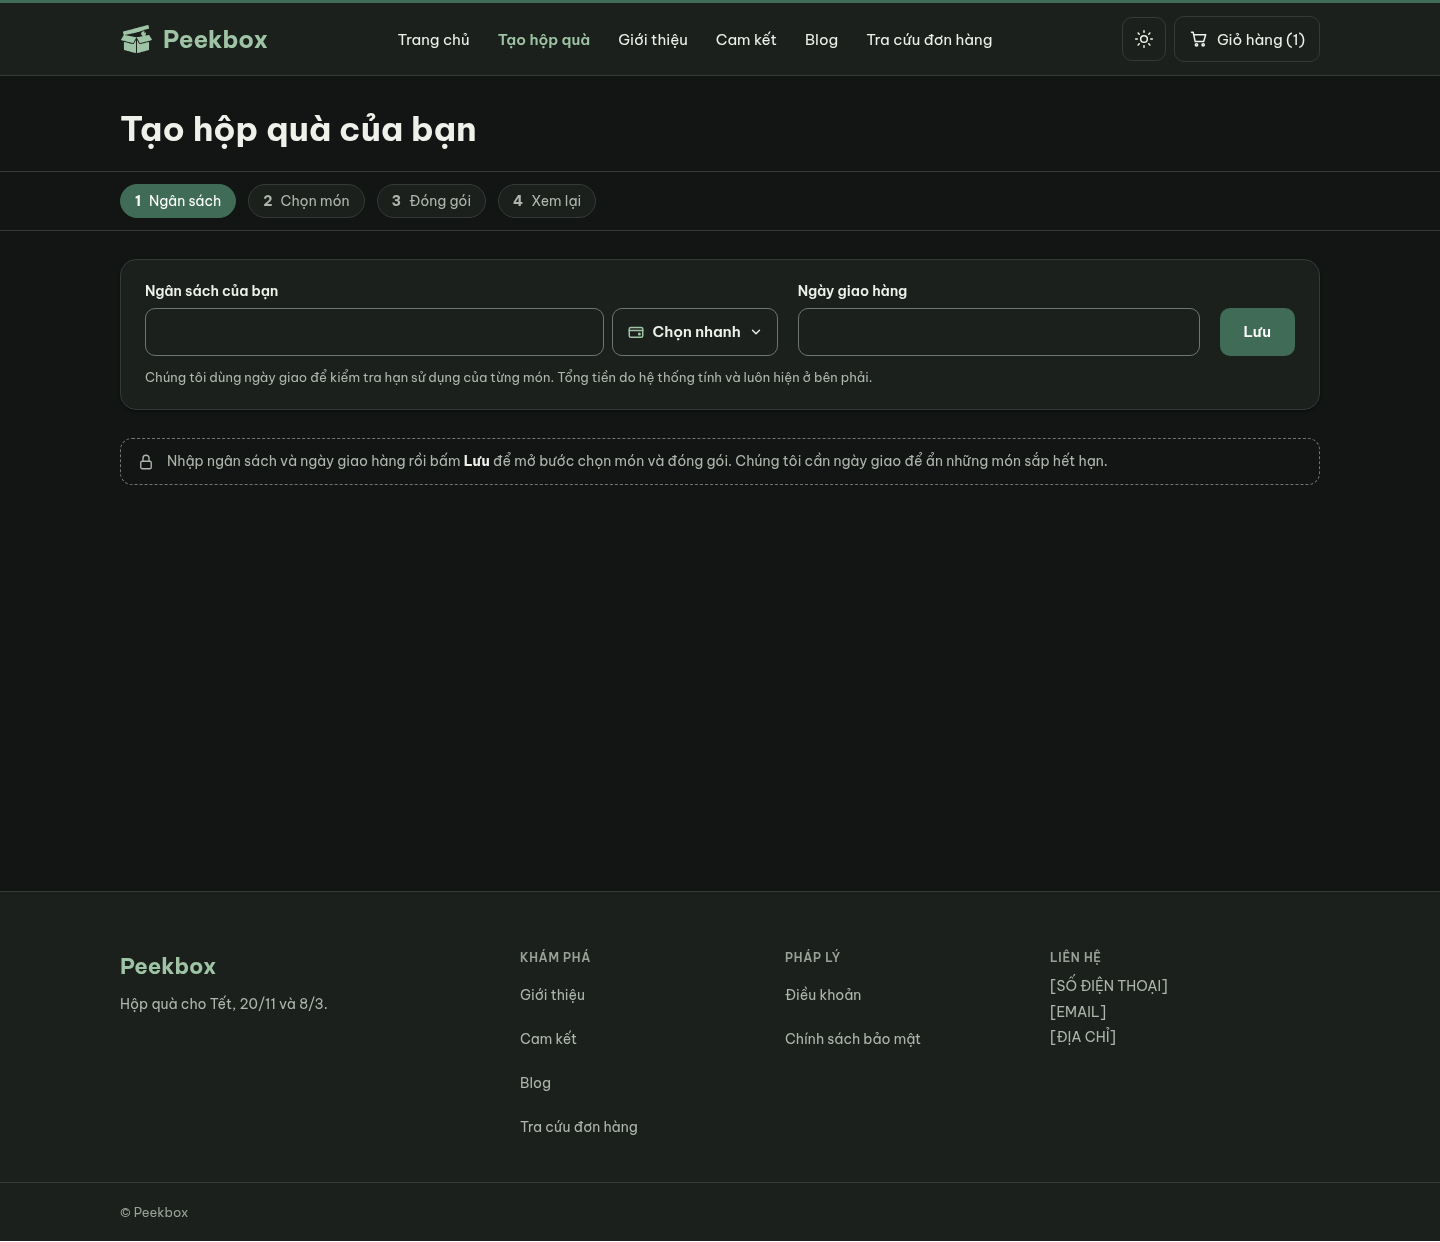 Peekbox
Trang chủ
Tạo hộp quà
Giới thiệu
Cam kết
Blog
Tra cứu đơn hàng
Giỏ hàng (1)
Tạo hộp quà của bạn
1 Ngân sách
2 Chọn món
3 Đóng gói
4 Xem lại
Ngân sách của bạn
Chọn nhanh
Ngày giao hàng
Lưu
Chúng tôi dùng ngày giao để kiểm tra hạn sử dụng của từng món. Tổng tiền do hệ thống tính và luôn hiện ở bên phải.
Nhập ngân sách và ngày giao hàng rồi bấm Lưu để mở bước chọn món và đóng gói. Chúng tôi cần ngày giao để ẩn những món sắp hết hạn.
Peekbox
Hộp quà cho Tết, 20/11 và 8/3.
KHÁM PHÁ
Giới thiệu
Cam kết
Blog
Tra cứu đơn hàng
PHÁP LÝ
Điều khoản
Chính sách bảo mật
LIÊN HỆ
[SỐ ĐIỆN THOẠI]
[EMAIL]
[ĐỊA CHỈ]
© Peekbox